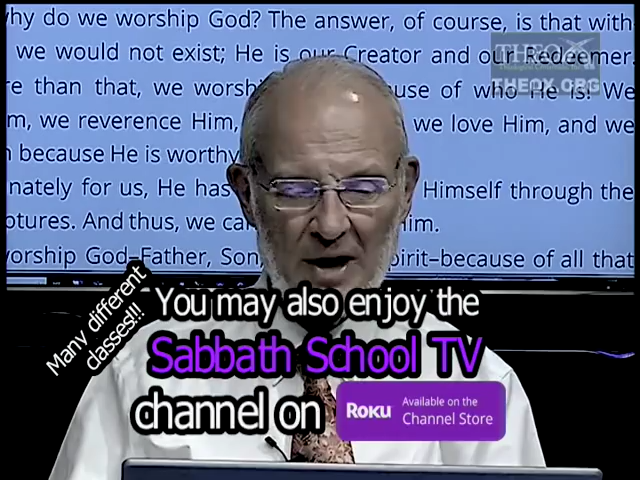 why do we worship God? The answer, of course, is that with
we would not exist; He is our Creator and our Redeemer.
re than that, we worsh use of who He is! We
m, we reverence Him, we love Him, and we
because He is worthy
nately for us, He has Himself through the
ptures. And thus, we ca him.
worship God–Father, Son, pirit–because of all that
THEOX
THEOX.ORG
Many different
classes!!!
You may also enjoy the
Sabbath School TV
channel on
Roku Available on the
Channel Store